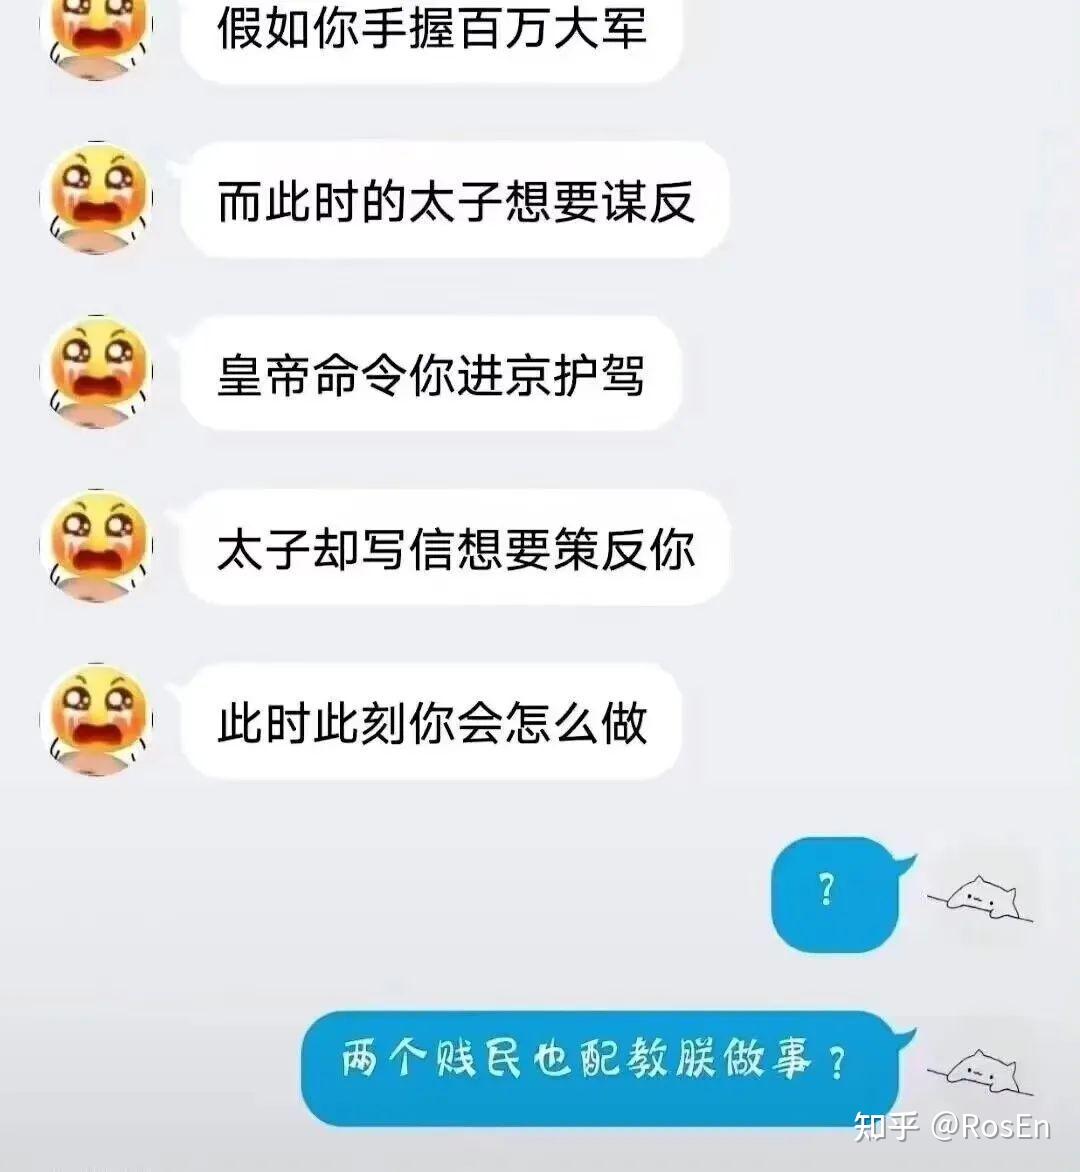 假如你手握百万大军
而此时的太子想要谋反
皇帝命令你进京护驾
太子却写信想要策反你
此时此刻你会怎么做
？
两个贱民也配教朕做事？
知乎 @RosEn